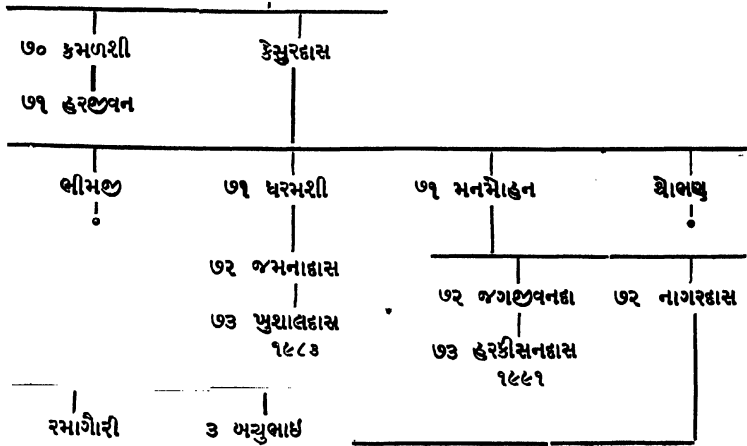 ૭૦ કમળશી કેસુરદાસ
૭૧ હરજીવન
ભીમજી ૭૧ ધરમશી ૭૧ મનમોહન થોભણ
૭૨ જમનાદાસ
૭૨ જગજીવનદા ૭૨ નાગરદાસ
૭૩ ખુશાલદાસ
૧૯૮૩
૭૩ હરકીસનદાસ
૧૯૯૧
રમાગૌરી ૩ બચુભાઈ